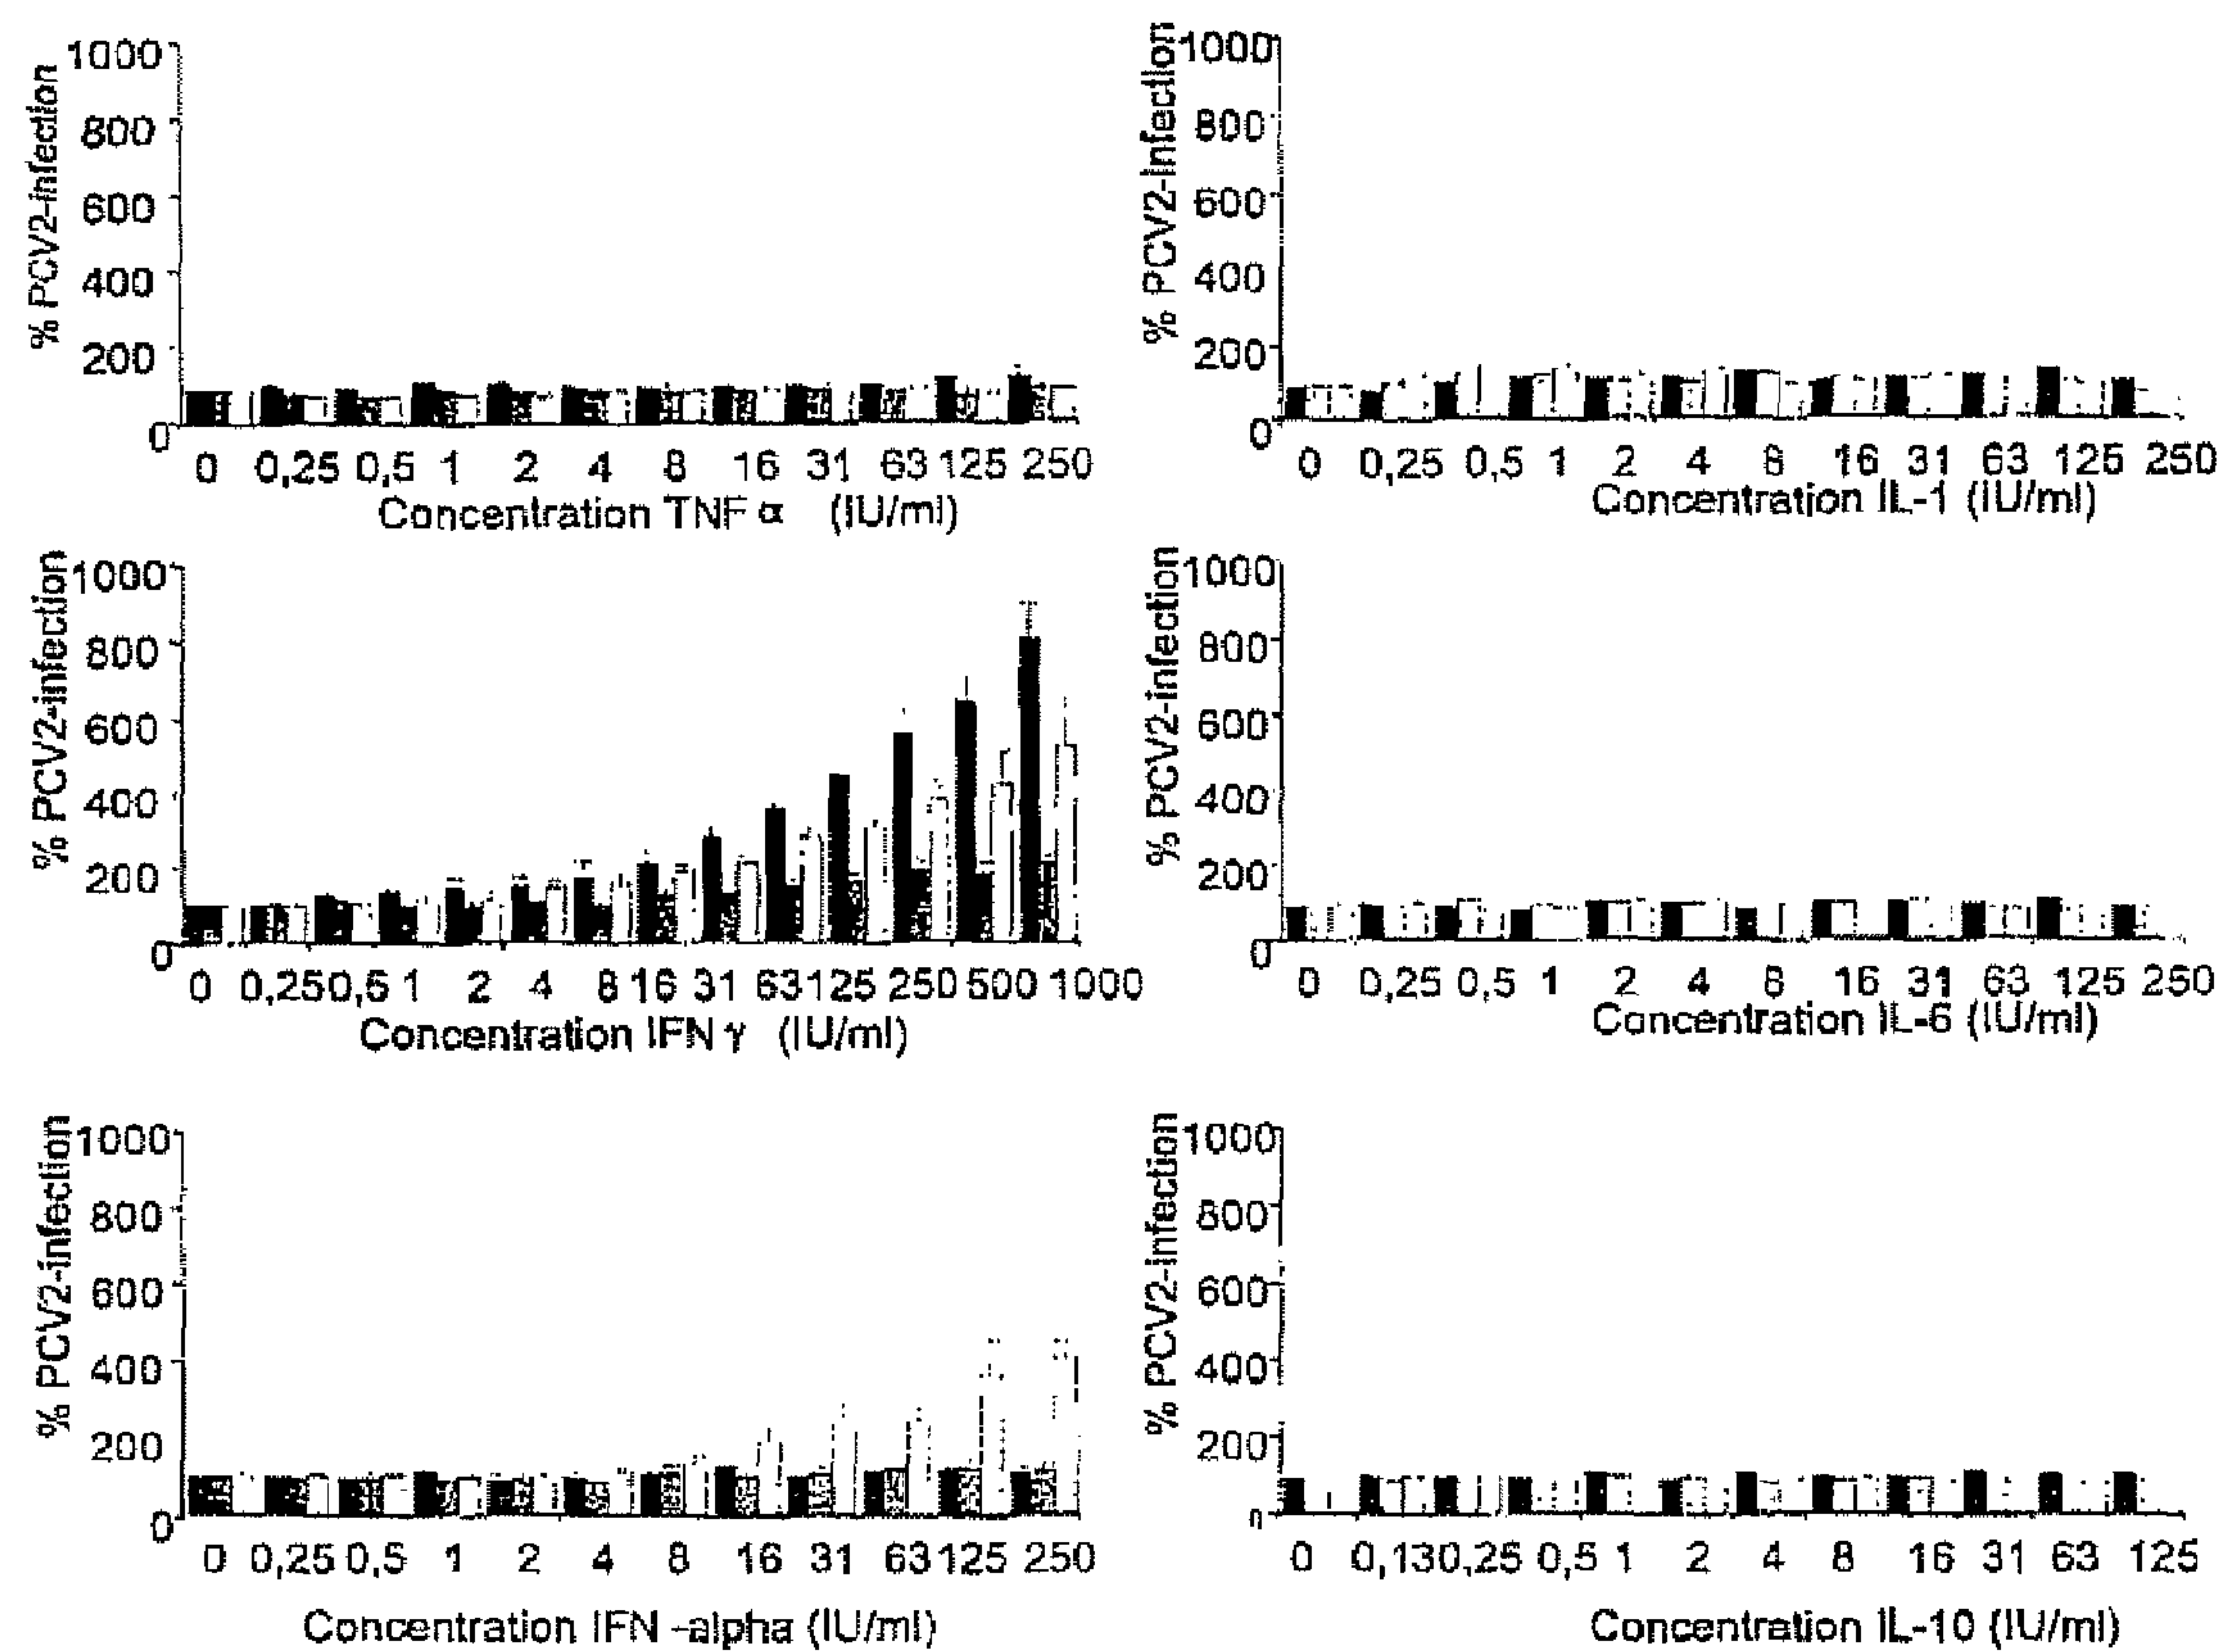 % PCV2-infection
1000
800
600
400
200
0
0 0,25 0,5 1 2 4 8 16 31 63 125 250
Concentration TNF α (IU/ml)
% PCV2-infection
1000
800
600
400
200
0
0 0,25 0,5 1 2 4 8 16 31 63 125 250
Concentration IL-1 (IU/ml)
% PCV2-infection
1000
800
600
400
200
0
0 0,25 0,5 1 2 4 8 16 31 63 125 250 500 1000
Concentration IFN γ (IU/ml)
% PCV2-infection
1000
800
600
400
200
0
0 0,25 0,5 1 2 4 8 16 31 63 125 250
Concentration IL-6 (IU/ml)
% PCV2-infection
1000
800
600
400
200
0
0 0,25 0,5 1 2 4 8 16 31 63 125 250
Concentration IFN -alpha (IU/ml)
% PCV2-infection
1000
800
600
400
200
0
0 0,13 0,25 0,5 1 2 4 8 16 31 63 125
Concentration IL-10 (IU/ml)